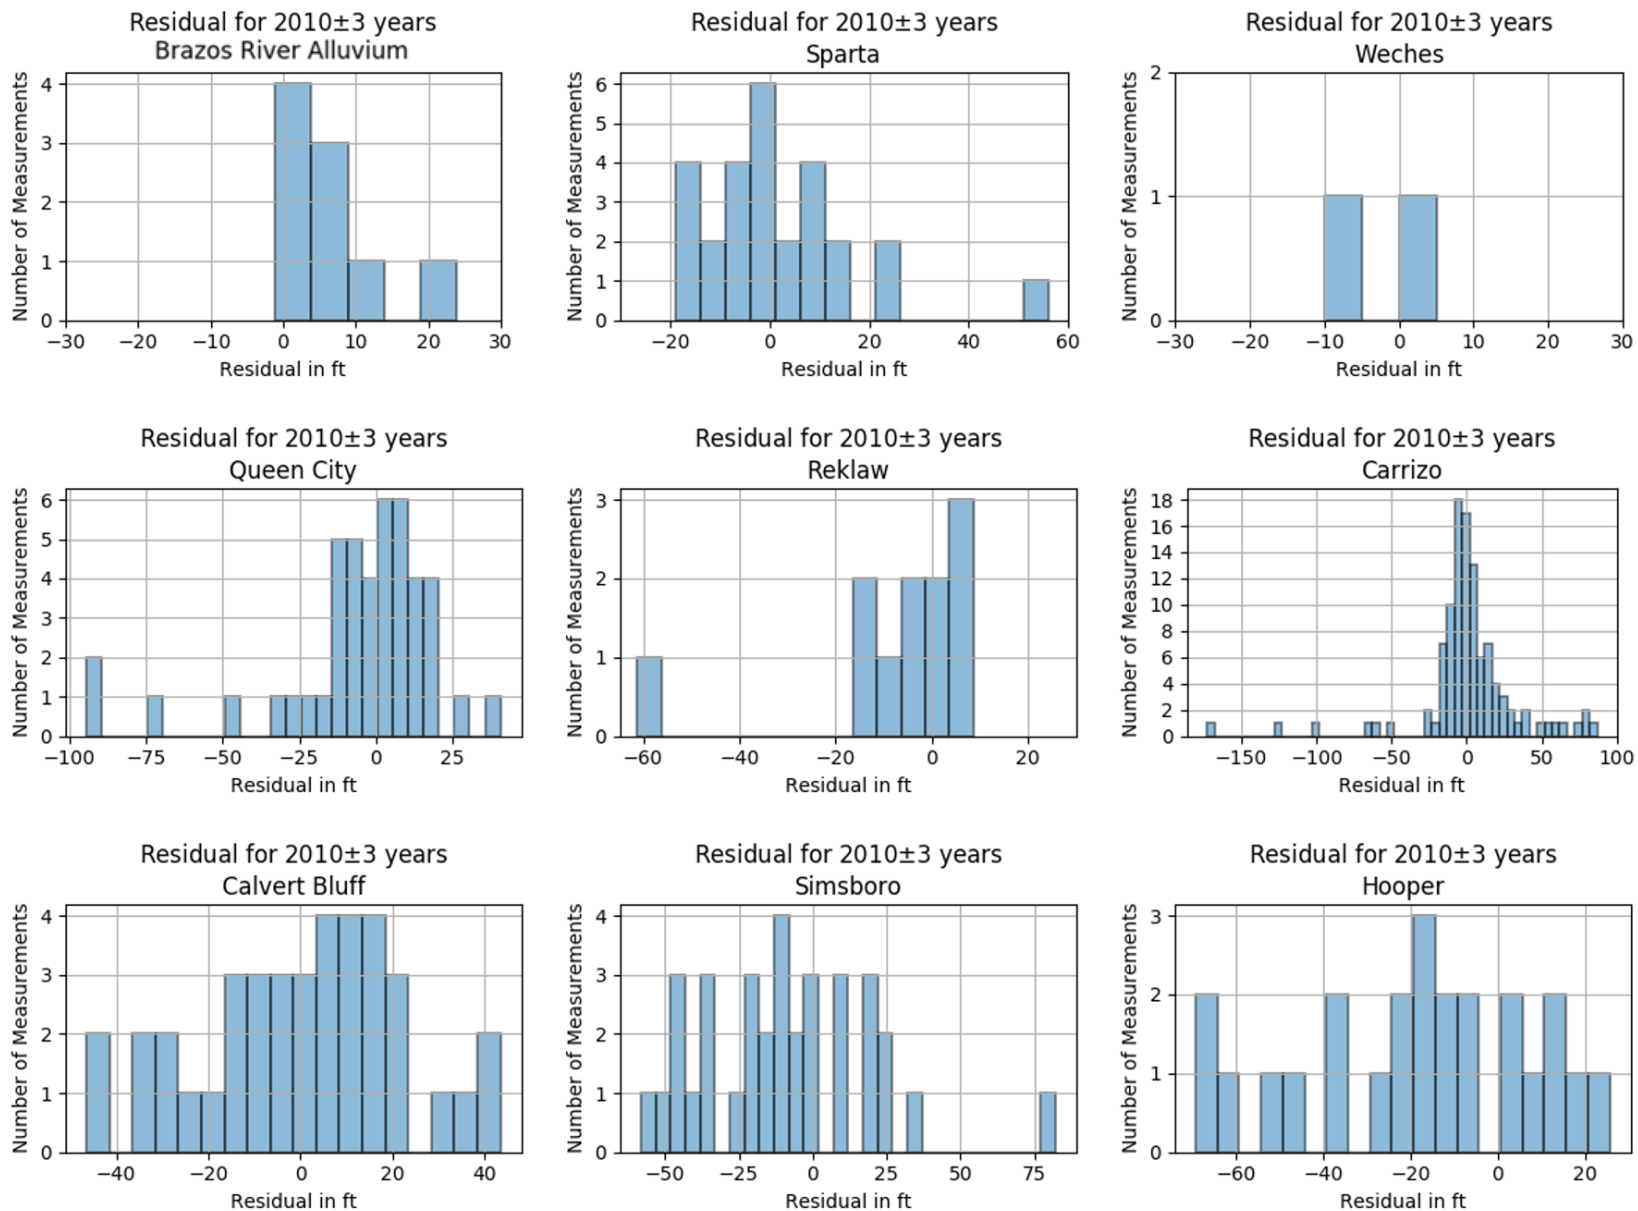 Residual for 2010±3 years
Brazos River Alluvium
Number of Measurements
4
3
2
1
0
−30
−20
−10
0
10
20
30
Residual in ft
Residual for 2010±3 years
Sparta
Number of Measurements
6
5
4
3
2
1
0
−20
0
20
40
60
Residual in ft
Residual for 2010±3 years
Weches
Number of Measurements
2
1
0
−30
−20
−10
0
10
20
30
Residual in ft
Residual for 2010±3 years
Queen City
Number of Measurements
6
5
4
3
2
1
0
−100
−75
−50
−25
0
25
Residual in ft
Residual for 2010±3 years
Reklaw
Number of Measurements
3
2
1
0
−60
−40
−20
0
20
Residual in ft
Residual for 2010±3 years
Carrizo
Number of Measurements
18
16
14
12
10
8
6
4
2
0
−150
−100
−50
0
50
100
Residual in ft
Residual for 2010±3 years
Calvert Bluff
Number of Measurements
4
3
2
1
0
−40
−20
0
20
40
Residual in ft
Residual for 2010±3 years
Simsboro
Number of Measurements
4
3
2
1
0
−50
−25
0
25
50
75
Residual in ft
Residual for 2010±3 years
Hooper
Number of Measurements
3
2
1
0
−60
−40
−20
0
20
Residual in ft